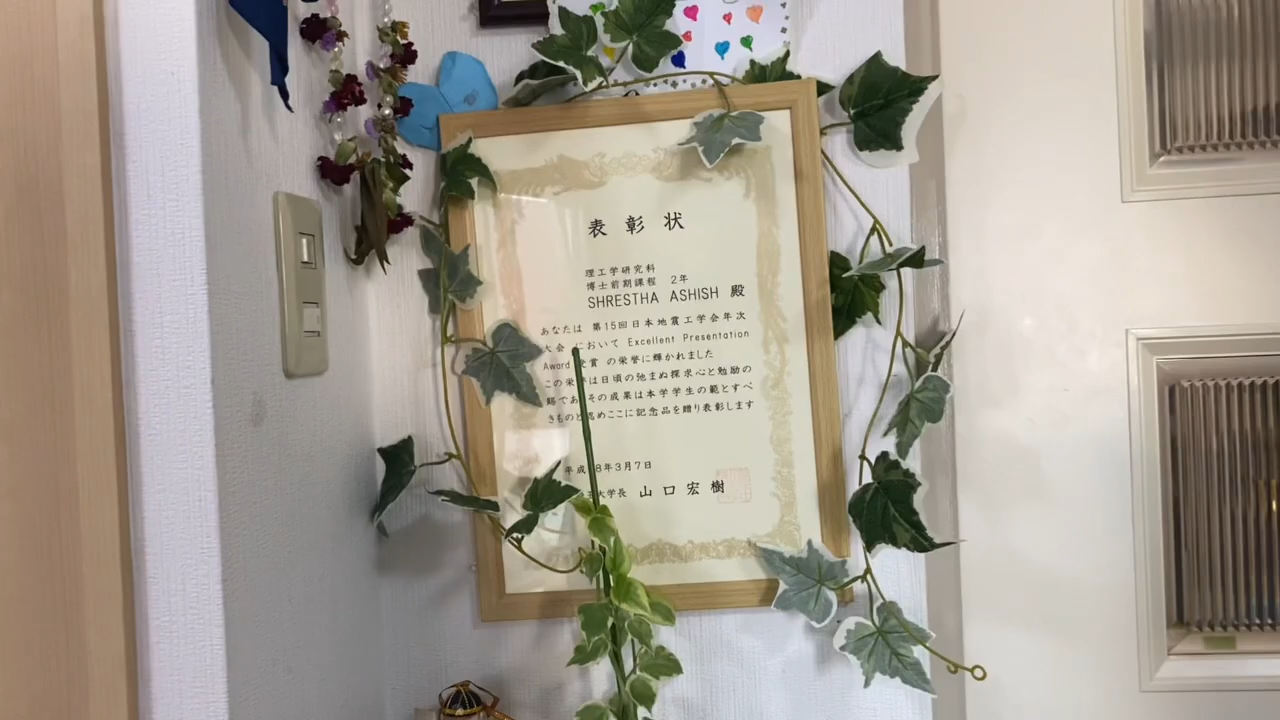 表彰状
理工学研究科
博士前期課程 2年
SHRESTHA ASHISH 殿
あなたは 第15回日本地震工学会年次
大会 において Excellent Presentation
Award 受賞 の栄誉に輝かれました
この栄 は日頃の弛まぬ探求心と勉励の
賜であ その成果は本学学生の範とすべ
きものと認めここに記念品を贈り表彰します
平成 8年3月7日
大学長 山口宏樹